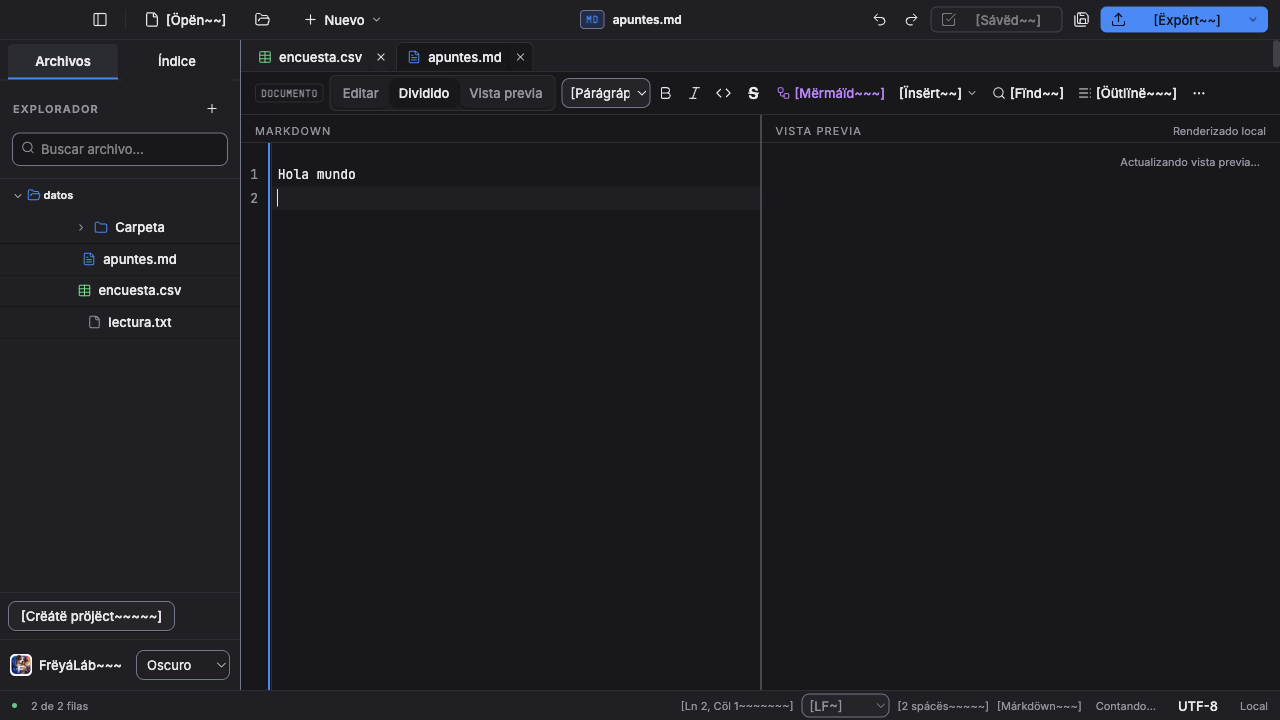 [Öpën~~]
Nuevo
MD apuntes.md
[Sávëd~~]
[Ëxpört~~]
Archivos
Índice
encuesta.csv
apuntes.md
EXPLORADOR
Buscar archivo...
datos
Carpeta
apuntes.md
encuesta.csv
lectura.txt
[Crëátë pröjëct~~~~~]
FrëyáLáb~~~
Oscuro
DOCUMENTO
Editar
Dividido
Vista previa
[Párágráp
B
I
S
[Mërmáïd~~~]
[Ïnsërt~~]
[Fïnd~~]
[Öütlïnë~~~]
MARKDOWN
1 Hola mundo
2
VISTA PREVIA
Renderizado local
Actualizando vista previa...
2 de 2 filas
[Ln 2, Cöl 1~~~~~~~]
[LF~]
[2 spácës~~~~~]
[Márkdöwn~~~]
Contando...
UTF-8
Local